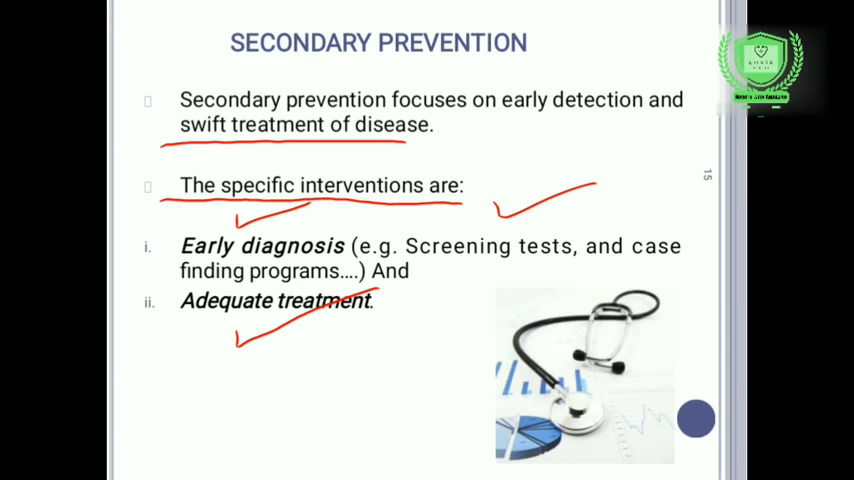 SECONDARY PREVENTION
Secondary prevention focuses on early detection and
swift treatment of disease.
15
The specific interventions are:
i. Early diagnosis (e.g. Screening tests, and case
finding programs....) And
ii. Adequate treatment.